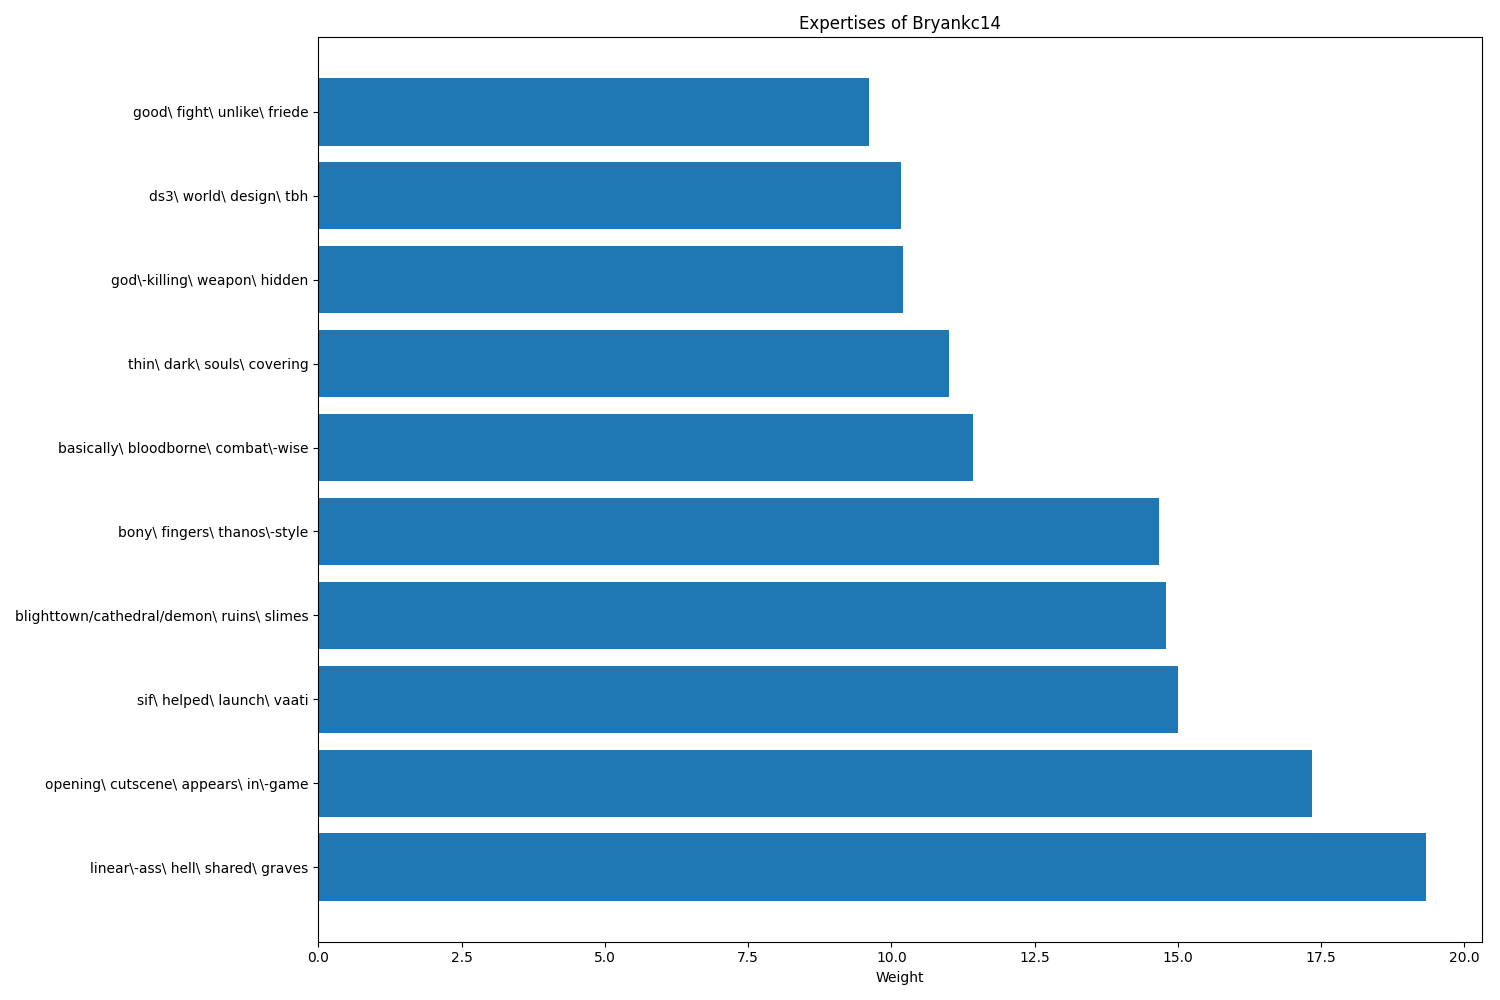 Expertises of Bryankc14
good\ fight\ unlike\ friede
ds3\ world\ design\ tbh
god\-killing\ weapon\ hidden
thin\ dark\ souls\ covering
basically\ bloodborne\ combat\-wise
bony\ fingers\ thanos\-style
blighttown/cathedral/demon\ ruins\ slimes
sif\ helped\ launch\ vaati
opening\ cutscene\ appears\ in\-game
linear\-ass\ hell\ shared\ graves
0.0 2.5 5.0 7.5 10.0 12.5 15.0 17.5 20.0
Weight